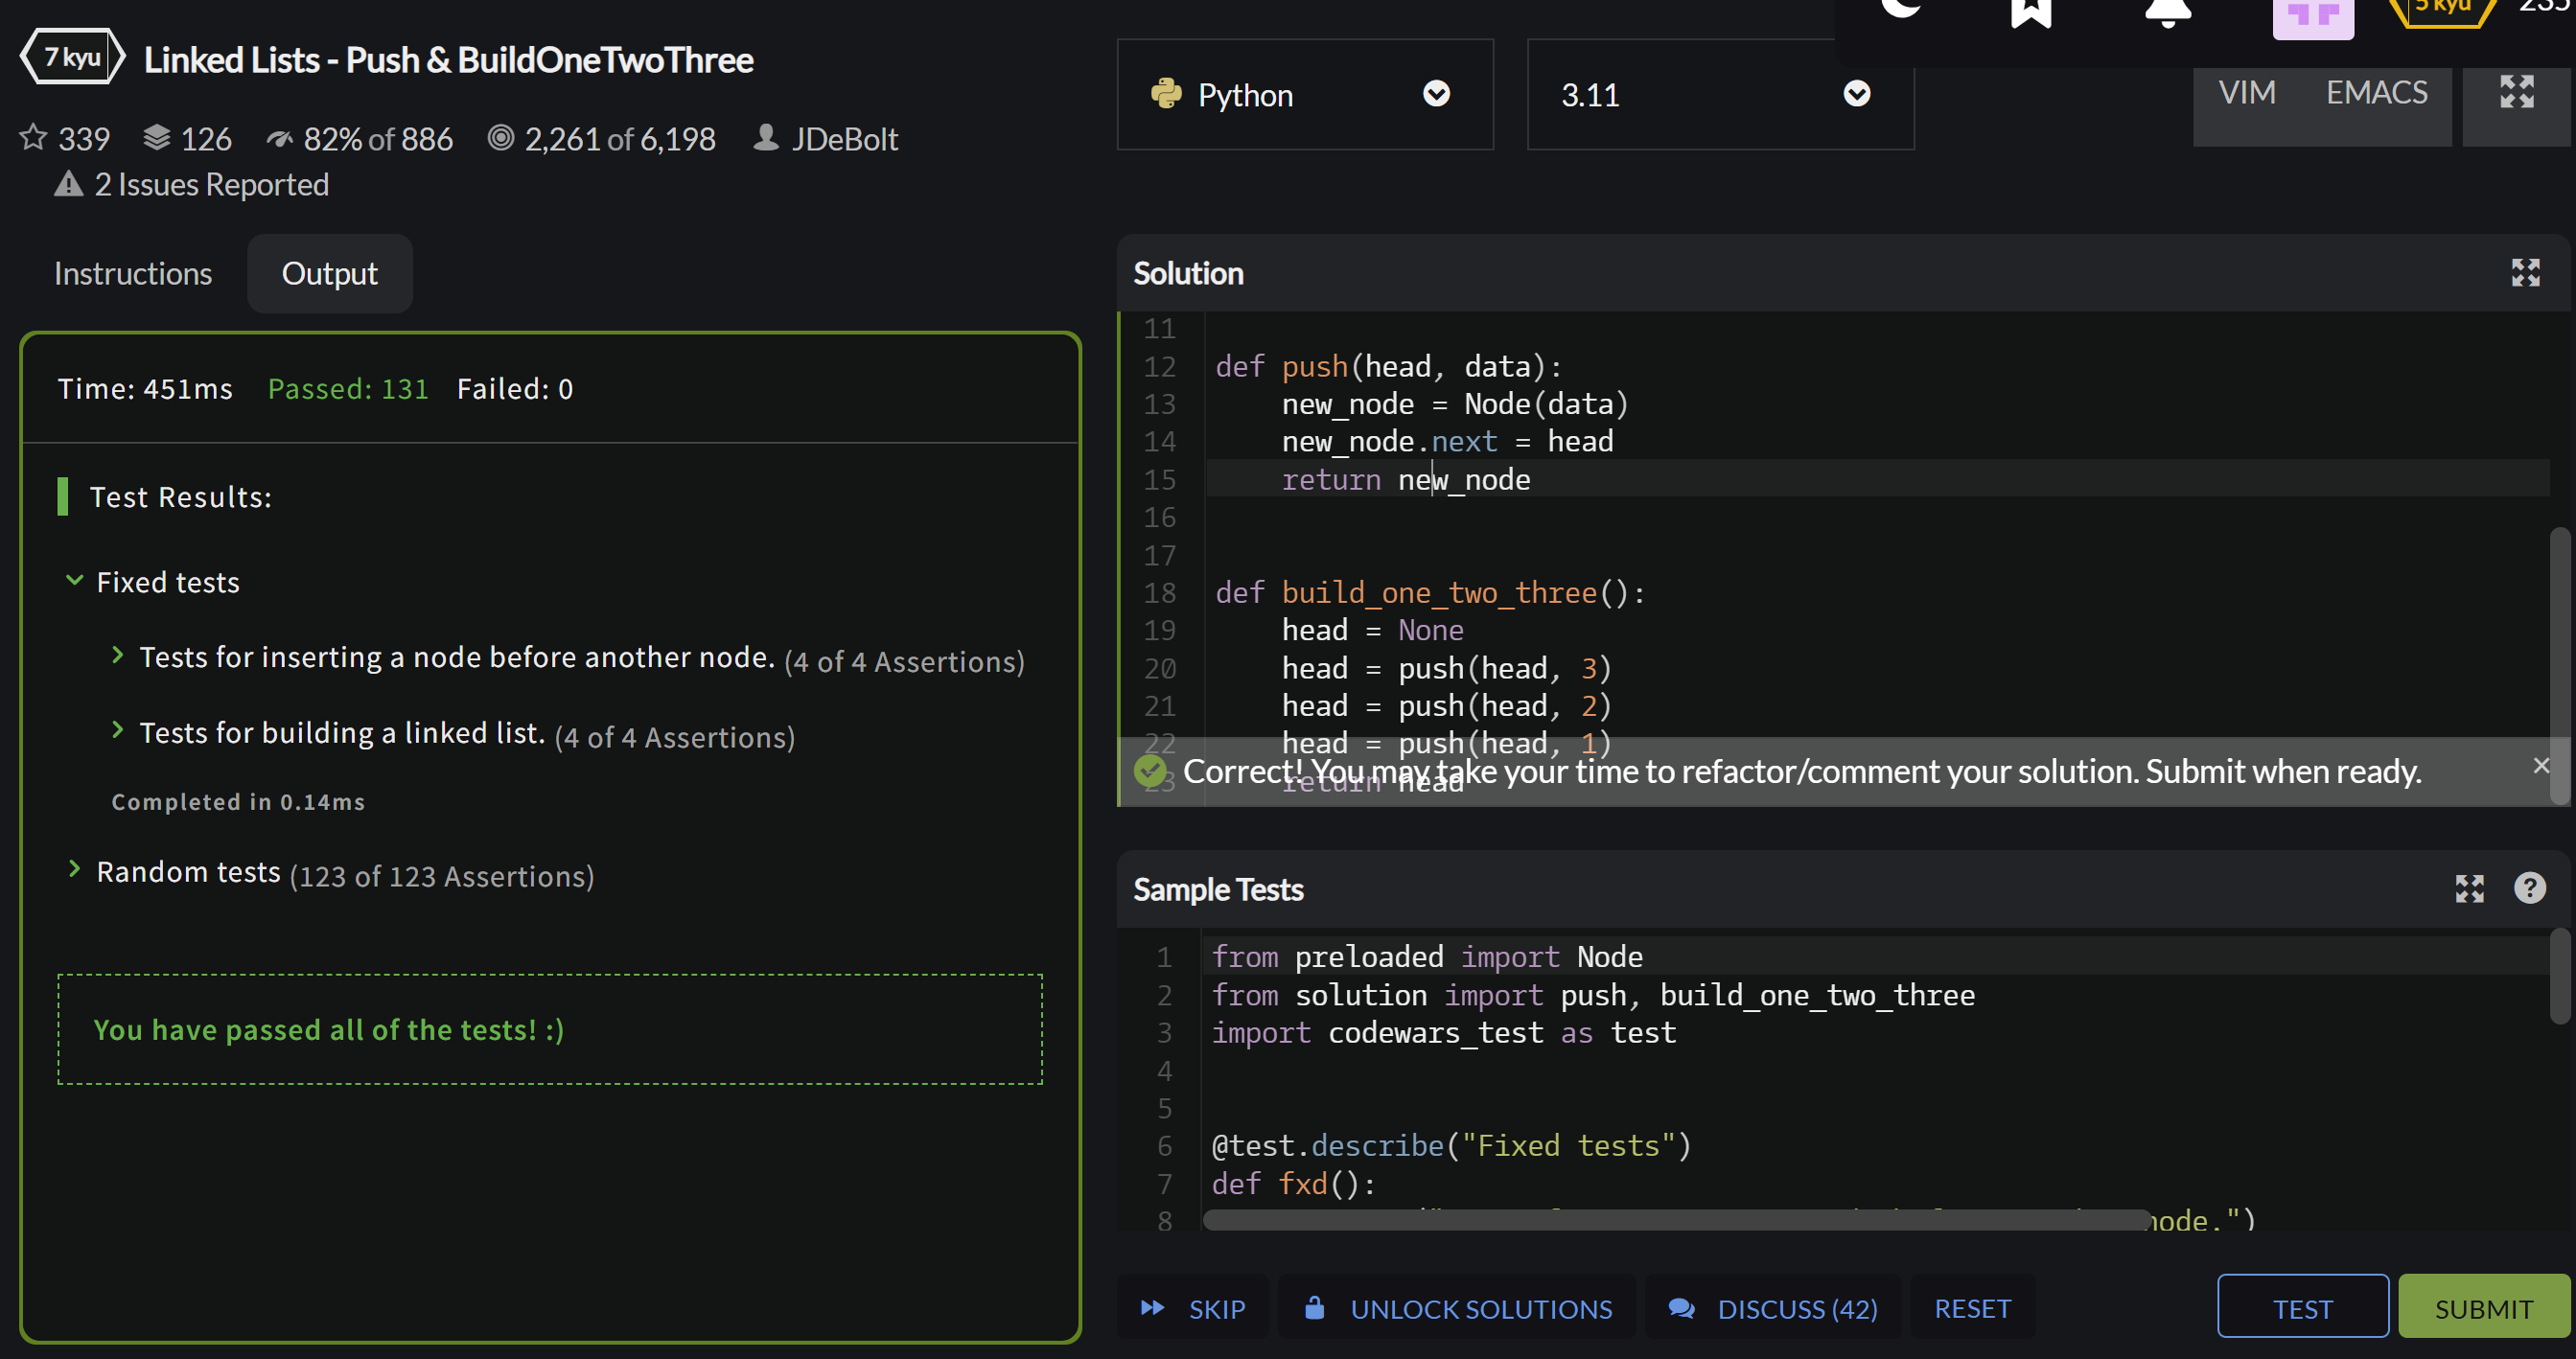 7 kyu Linked Lists - Push & BuildOneTwoThree
339 126 82% of 886 2,261 of 6,198 JDeBolt
2 Issues Reported
Python
3.11
5 kyu
VIM EMACS
Instructions Output
Time: 451ms Passed: 131 Failed: 0
Test Results:
Fixed tests
Tests for inserting a node before another node. (4 of 4 Assertions)
Tests for building a linked list. (4 of 4 Assertions)
Completed in 0.14ms
Random tests (123 of 123 Assertions)
You have passed all of the tests! :)
Solution
11
12 def push(head, data):
13     new_node = Node(data)
14     new_node.next = head
15     return new_node
16
17
18 def build_one_two_three():
19     head = None
20     head = push(head, 3)
21     head = push(head, 2)
22     head = push(head, 1)
23     return head
Correct! You may take your time to refactor/comment your solution. Submit when ready.
Sample Tests
1 from preloaded import Node
2 from solution import push, build_one_two_three
3 import codewars_test as test
4
5
6 @test.describe("Fixed tests")
7 def fxd():
8 node.")
SKIP UNLOCK SOLUTIONS DISCUSS (42) RESET TEST SUBMIT